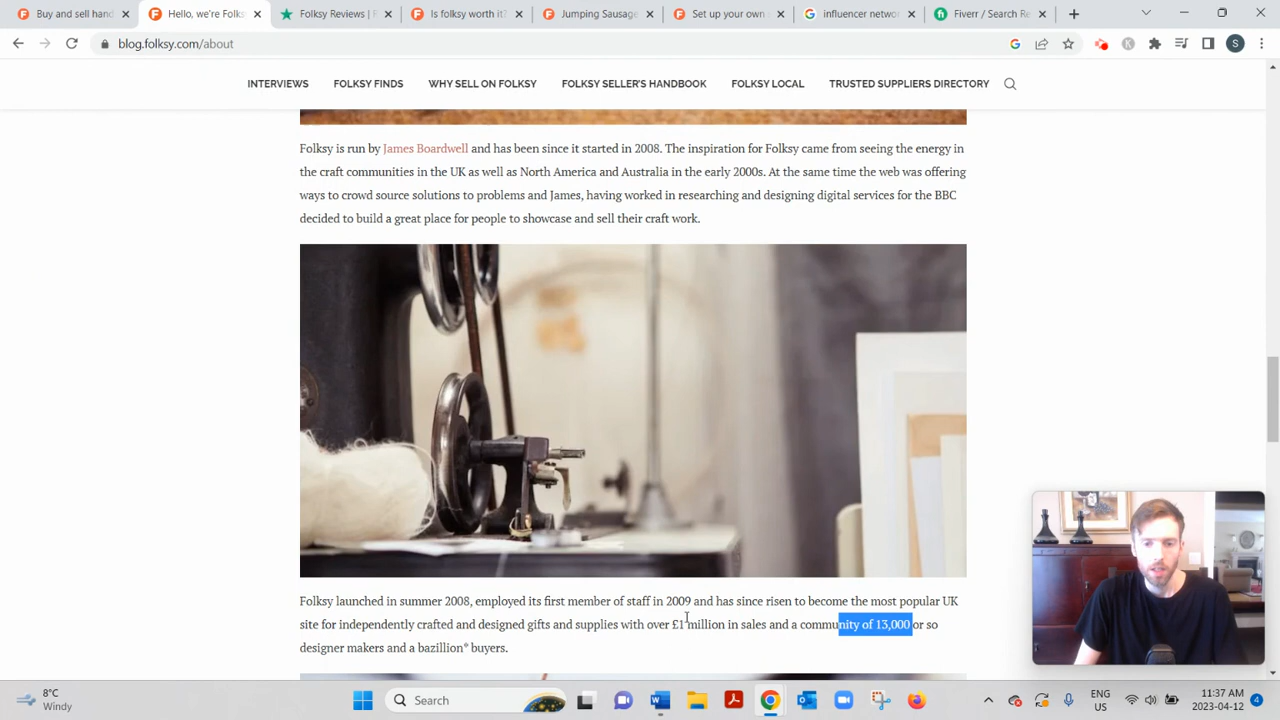 Buy and sell hand
Hello, we're Folks
Folksy Reviews | R
Is folksy worth it?
Jumping Sausage
Set up your own
influencer netwo
Fiverr / Search Re
blog.folksy.com/about
S
INTERVIEWS FOLKSY FINDS WHY SELL ON FOLKSY FOLKSY SELLER'S HANDBOOK FOLKSY LOCAL TRUSTED SUPPLIERS DIRECTORY
Folksy is run by James Boardwell and has been since it started in 2008. The inspiration for Folksy came from seeing the energy in
the craft communities in the UK as well as North America and Australia in the early 2000s. At the same time the web was offering
ways to crowd source solutions to problems and James, having worked in researching and designing digital services for the BBC
decided to build a great place for people to showcase and sell their craft work.
Folksy launched in summer 2008, employed its first member of staff in 2009 and has since risen to become the most popular UK
site for independently crafted and designed gifts and supplies with over £1 million in sales and a community of 13,000 or so
designer makers and a bazillion* buyers.
8°C
Windy
Search
ENG
US
11:37 AM
2023-04-12
4